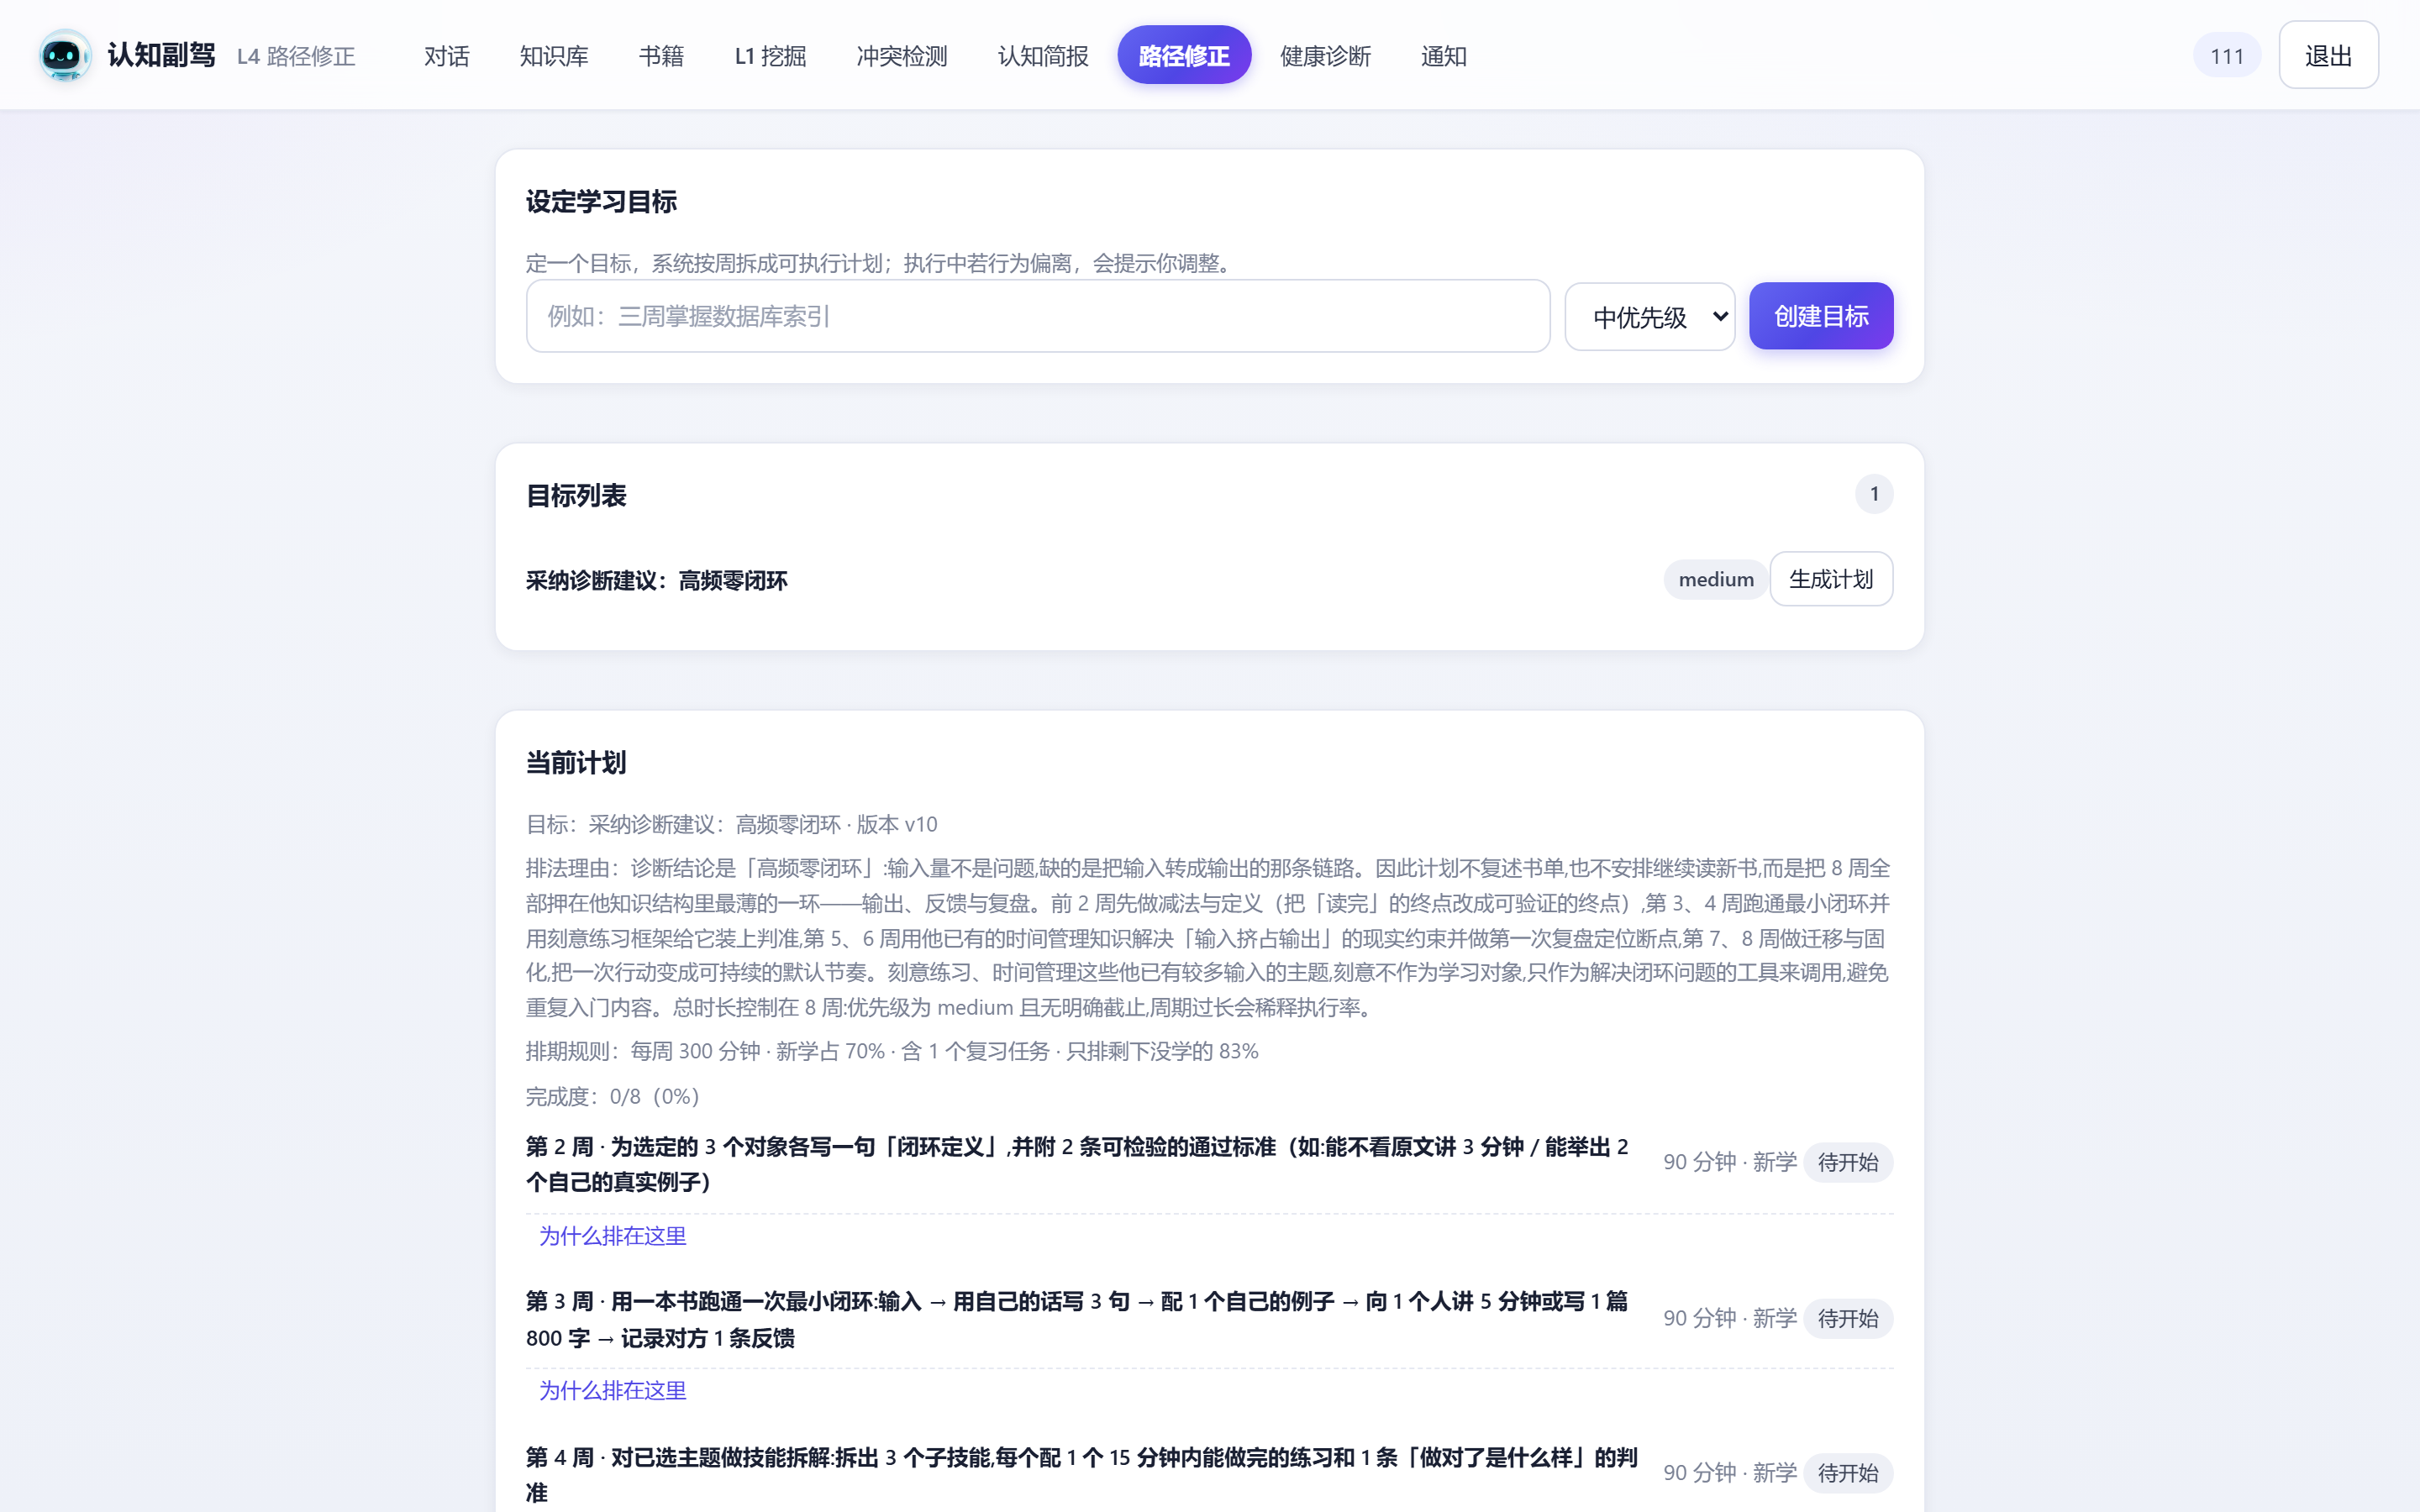 认知副驾 L4 路径修正 对话 知识库 书籍 L1 挖掘 冲突检测 认知简报 路径修正 健康诊断 通知 111 退出
设定学习目标
定一个目标，系统按周拆成可执行计划；执行中若行为偏离，会提示你调整。
例如：三周掌握数据库索引 中优先级 创建目标
目标列表 1
采纳诊断建议：高频零闭环 medium 生成计划
当前计划
目标：采纳诊断建议：高频零闭环 · 版本 v10
排法理由：诊断结论是「高频零闭环」:输入量不是问题,缺的是把输入转成输出的那条链路。因此计划不复述书单,也不安排继续读新书,而是把 8 周全
部押在他知识结构里最薄的一环——输出、反馈与复盘。前 2 周先做减法与定义（把「读完」的终点改成可验证的终点）,第 3、4 周跑通最小闭环并
用刻意练习框架给它装上判准,第 5、6 周用他已有的时间管理知识解决「输入挤占输出」的现实约束并做第一次复盘定位断点,第 7、8 周做迁移与固
化,把一次行动变成可持续的默认节奏。刻意练习、时间管理这些他已有较多输入的主题,刻意不作为学习对象,只作为解决闭环问题的工具来调用,避免
重复入门内容。总时长控制在 8 周:优先级为 medium 且无明确截止,周期过长会稀释执行率。
排期规则：每周 300 分钟 · 新学占 70% · 含 1 个复习任务 · 只排剩下没学的 83%
完成度：0/8（0%）
第 2 周 · 为选定的 3 个对象各写一句「闭环定义」,并附 2 条可检验的通过标准（如:能不看原文讲 3 分钟 / 能举出 2
个自己的真实例子）
90 分钟 · 新学 待开始
为什么排在这里
第 3 周 · 用一本书跑通一次最小闭环:输入 → 用自己的话写 3 句 → 配 1 个自己的例子 → 向 1 个人讲 5 分钟或写 1 篇
800 字 → 记录对方 1 条反馈
90 分钟 · 新学 待开始
为什么排在这里
第 4 周 · 对已选主题做技能拆解:拆出 3 个子技能,每个配 1 个 15 分钟内能做完的练习和 1 条「做对了是什么样」的判
准
90 分钟 · 新学 待开始